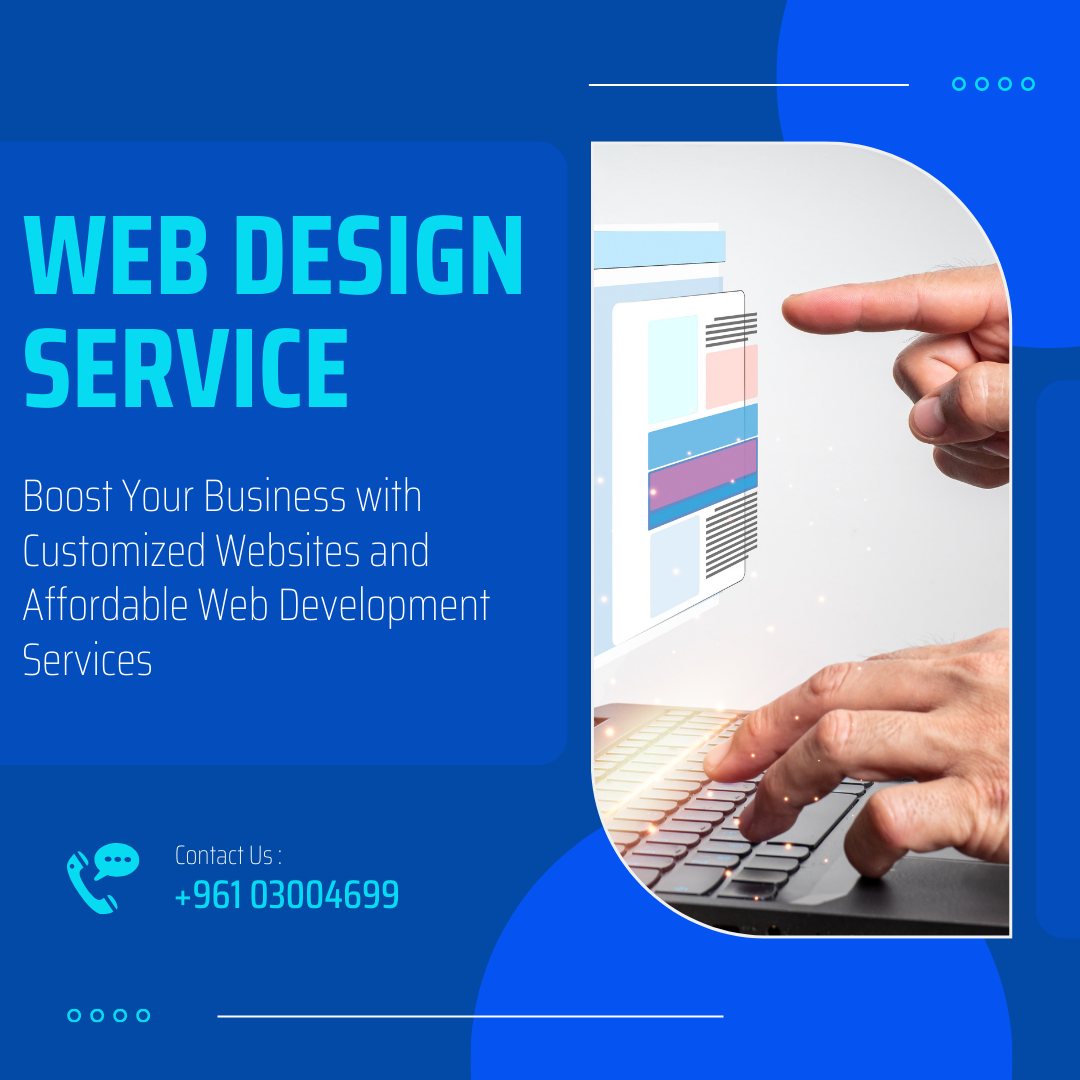 WEB DESIGN
SERVICE
Boost Your Business with
Customized Websites and
Affordable Web Development
Services
Contact Us :
+961 03004699